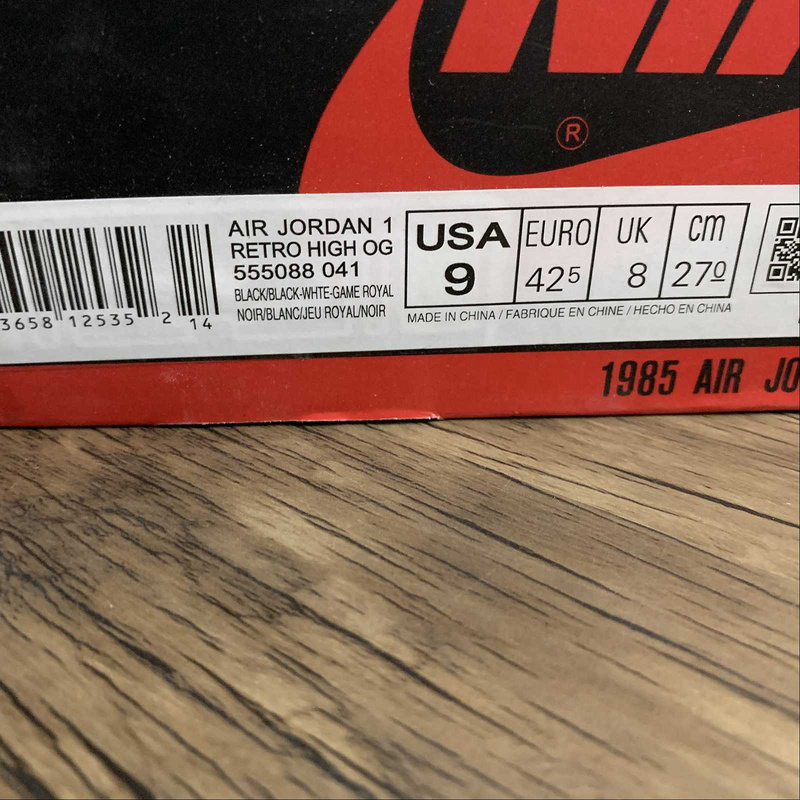 ®
AIR JORDAN 1
RETRO HIGH OG
555088 041
BLACK/BLACK-WHTE-GAME ROYAL
NOIR/BLANC/JEU ROYAL/NOIR
USA EURO UK cm
9 425 8 270
MADE IN CHINA / FABRIQUE EN CHINE / HECHO EN CHINA
3658 12535 2 14
1985 AIR JO